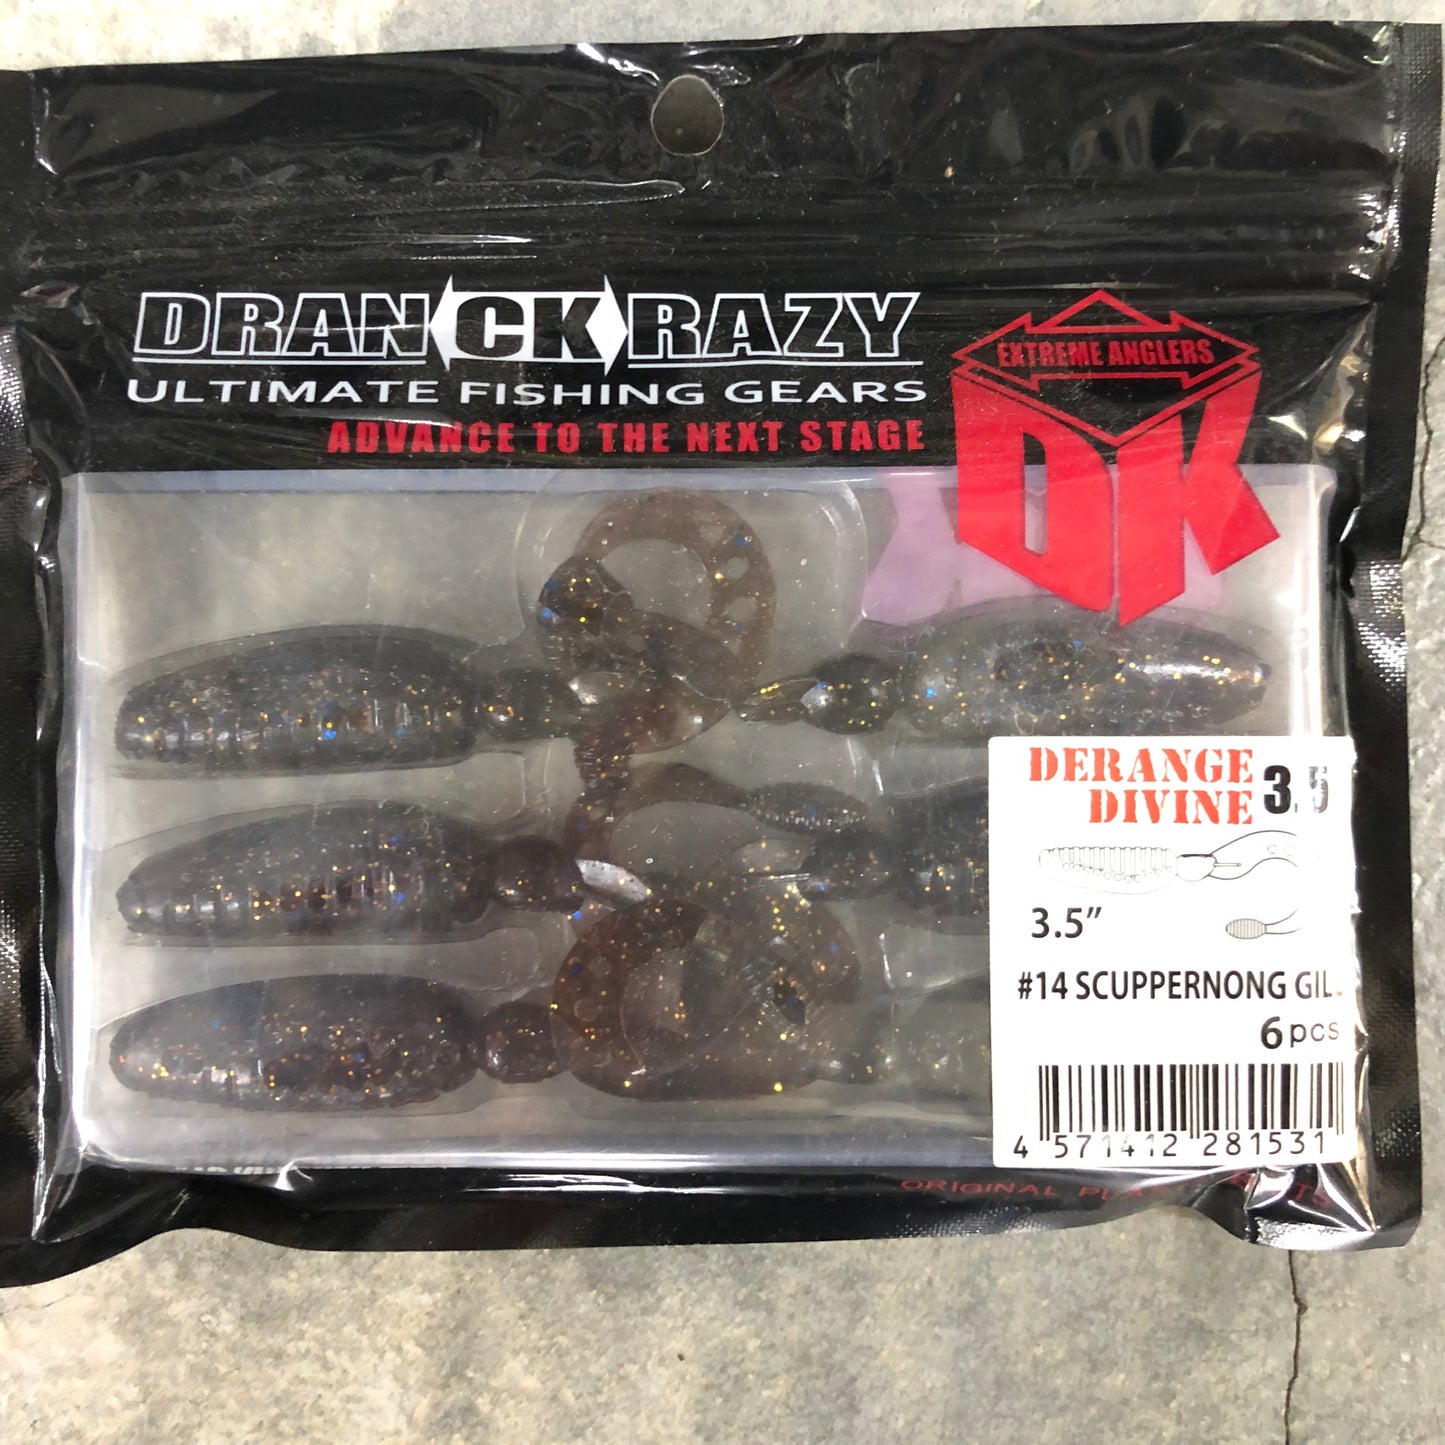 DRANCKRAZY
ULTIMATE FISHING GEARS
ADVANCE TO THE NEXT STAGE
EXTREME ANGLERS
DK
DERANGE
DIVINE 3.5
3.5”
#14 SCUPPERNONG GIL
6pcs
4 571412 281531
ORIGINAL